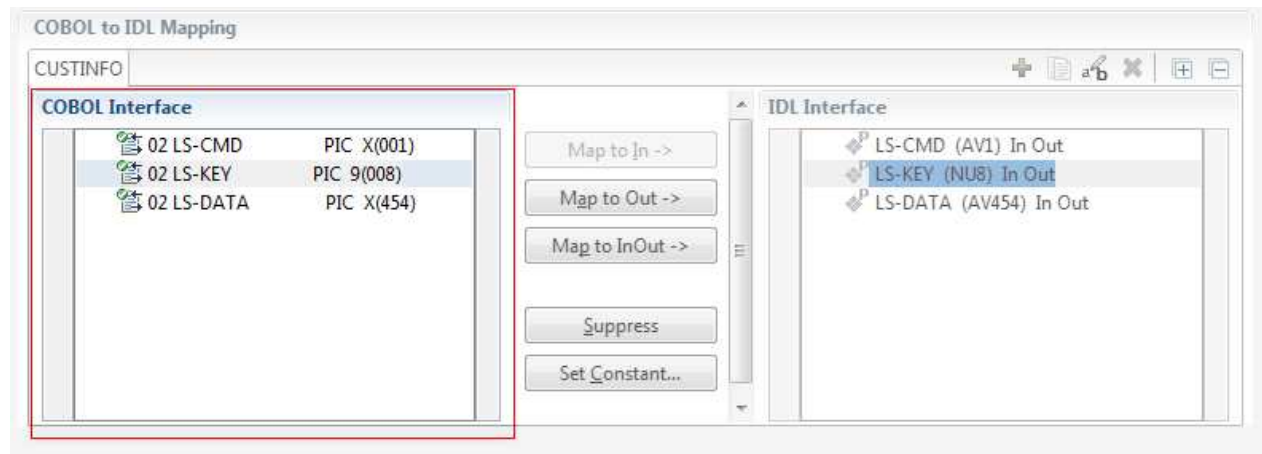 COBOL to IDL Mapping
CUSTINFO
COBOL Interface
02 LS-CMD PIC X(001)
02 LS-KEY PIC 9(008)
02 LS-DATA PIC X(454)
Map to In ->
Map to Out ->
Map to InOut ->
Suppress
Set Constant...
IDL Interface
LS-CMD (AV1) In Out
LS-KEY (NU8) In Out
LS-DATA (AV454) In Out